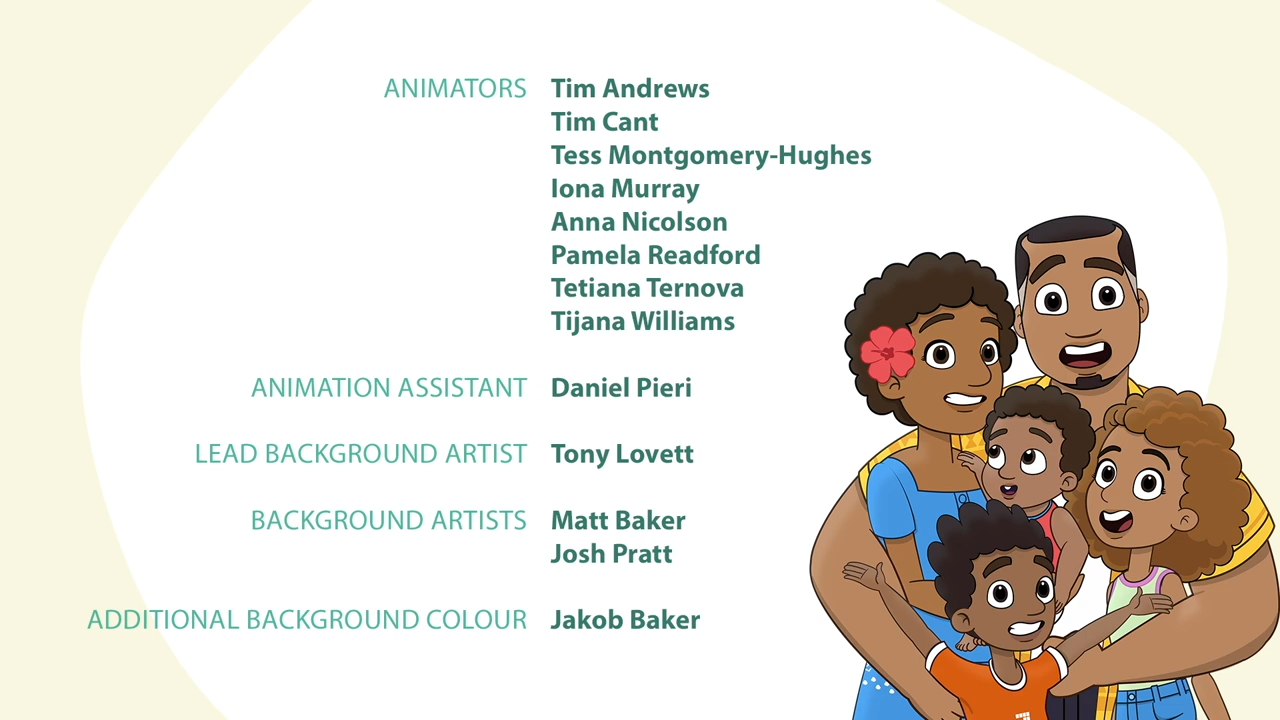 ANIMATORS Tim Andrews
Tim Cant
Tess Montgomery-Hughes
Iona Murray
Anna Nicolson
Pamela Readford
Tetiana Ternova
Tijana Williams
ANIMATION ASSISTANT Daniel Pieri
LEAD BACKGROUND ARTIST Tony Lovett
BACKGROUND ARTISTS Matt Baker
Josh Pratt
ADDITIONAL BACKGROUND COLOUR Jakob Baker